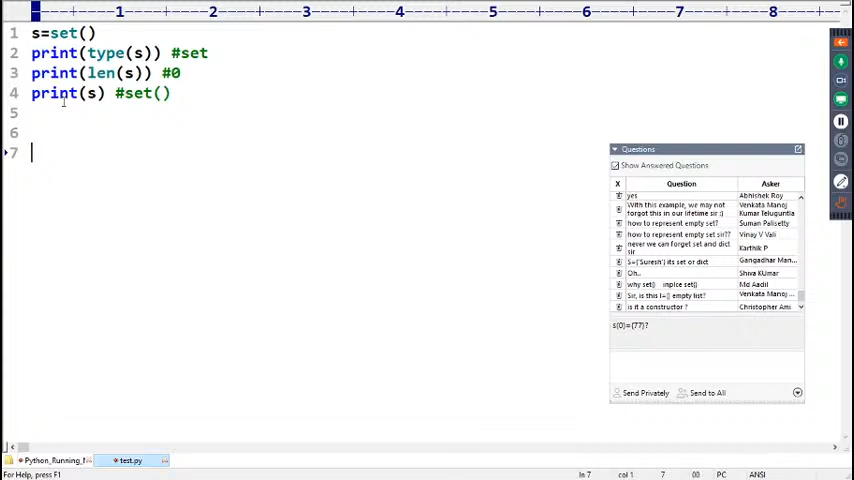 1 2 3 4 5 6 7 8
1 s=set()
2 print(type(s)) #set
3 print(len(s)) #0
4 print(s) #set()
5
6
7
Questions
Show Answered Questions
X Question Asker
yes Abhishek Roy
With this example, we may not forgot this in our lifetime sir :) Venkata Manoj Kumar Teluguntla
how to represent empty set? Suman Palisetty
how to represent empty set sir?? Vinay V Vali
never we can forget set and dict sir Karthik P
S={'Suresh'} its set or dict Gangadhar Man...
Oh.. Shiva KUmar
why set() inplce set{} Md Aadil
Sir, is this l=[] empty list? Venkata Manoj ...
is it a constructor ? Christopher Ami
s(0)={77}?
Send Privately Send to All
Python_Running_ test.py
For Help, press F1 ln 7 col 1 7 00 PC ANSI